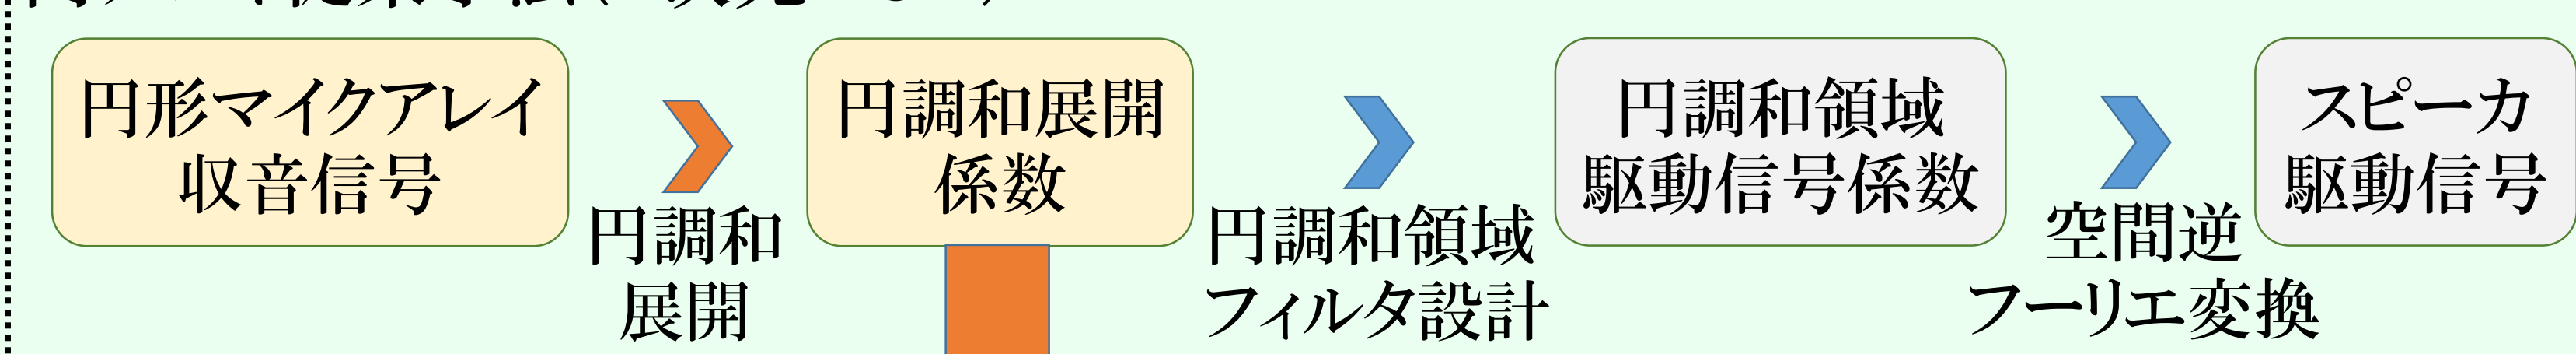 円形マイクアレイ
収音信号
円調和
展開
円調和展開
係数
円調和領域
フィルタ設計
円調和領域
駆動信号係数
空間逆
フーリエ変換
スピーカ
駆動信号